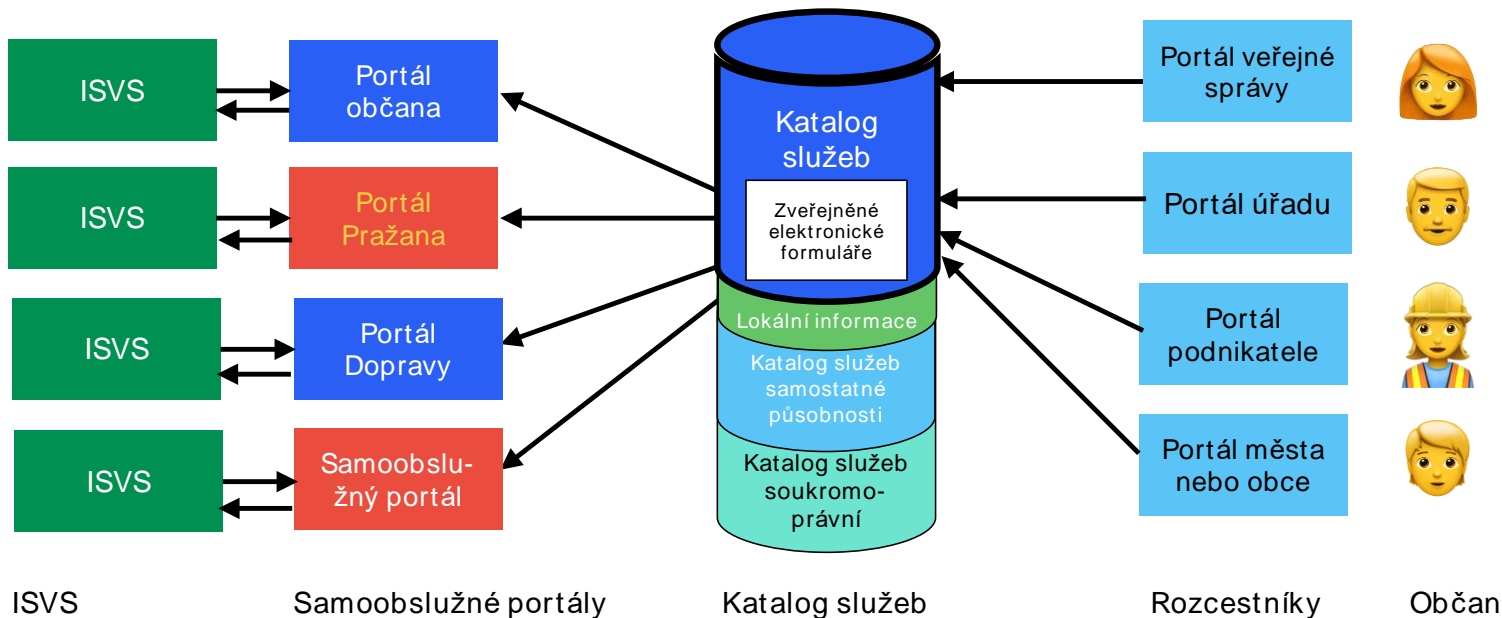 ISVS
Portál
občana
ISVS
Portál
Pražana
ISVS
Portál
Dopravy
ISVS
Samoobslu-
žný portál
Katalog
služeb
Zveřejněné
elektronické
formuláře
Lokální informace
Katalog služeb
samostatné
působnosti
Katalog služeb
soukromo-
právní
Portál veřejné
správy
Portál úřadu
Portál
podnikatele
Portál města
nebo obce
ISVS
Samoobslužné portály
Katalog služeb
Rozcestníky
Občan